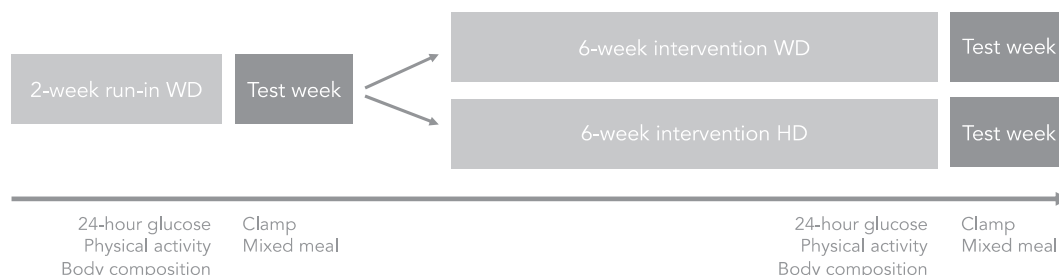 6-week intervention WD
Test week
2-week run-in WD
Test week
6-week intervention HD
Test week
24-hour glucose
Physical activity
Body composition
Clamp
Mixed meal
24-hour glucose
Physical activity
Body composition
Clamp
Mixed meal